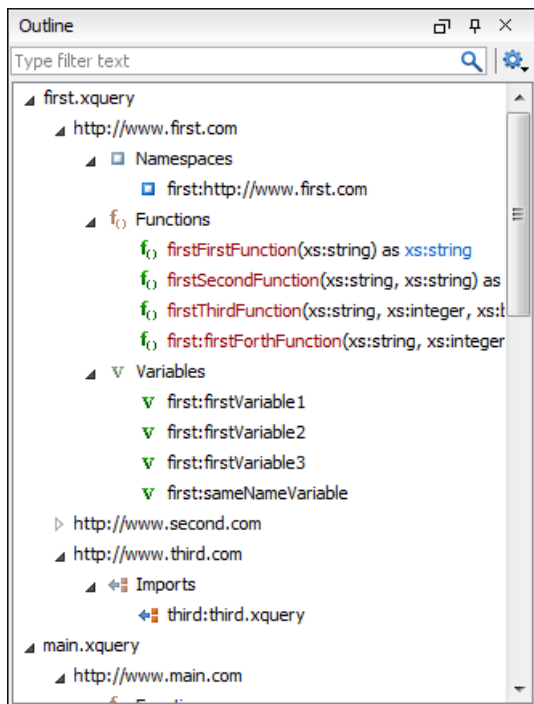 Outline
Type filter text
first.xquery
http://www.first.com
Namespaces
first:http://www.first.com
f() Functions
f() firstFirstFunction(xs:string) as xs:string
f() firstSecondFunction(xs:string, xs:string) as
f() firstThirdFunction(xs:string, xs:integer, xs:b
f() first:firstForthFunction(xs:string, xs:integer
V Variables
V first:firstVariable1
V first:firstVariable2
V first:firstVariable3
V first:sameNameVariable
http://www.second.com
http://www.third.com
Imports
third:third.xquery
main.xquery
http://www.main.com